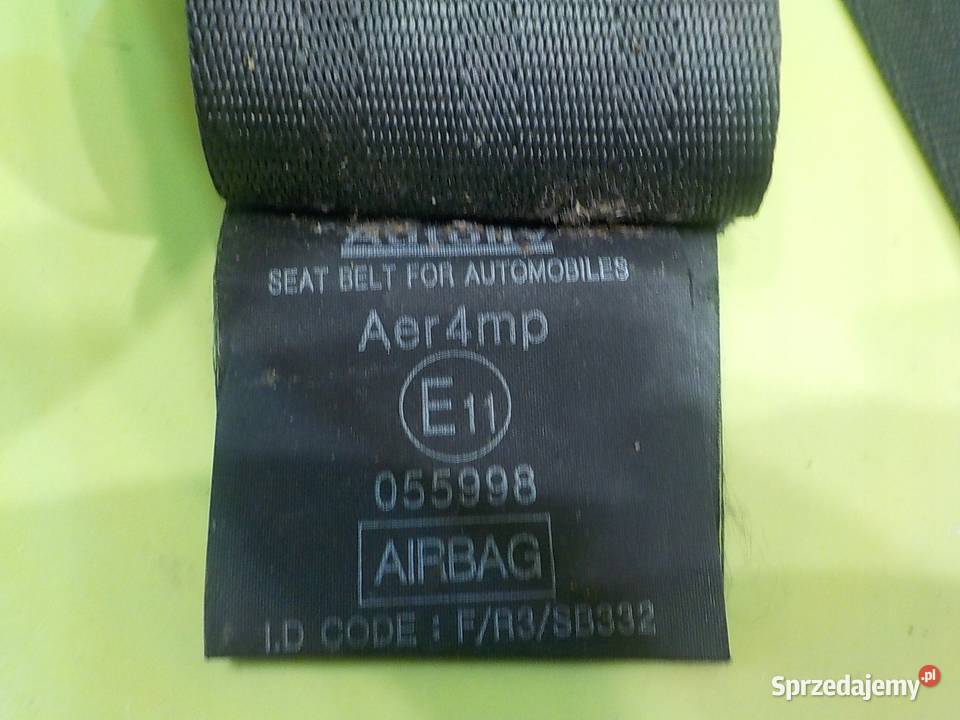 SEAT BELT FOR AUTOMOBILES
Aer4mp
E11
055998
AIRBAG
I.D CODE : F/R3/SB332
Sprzedajemy.pl